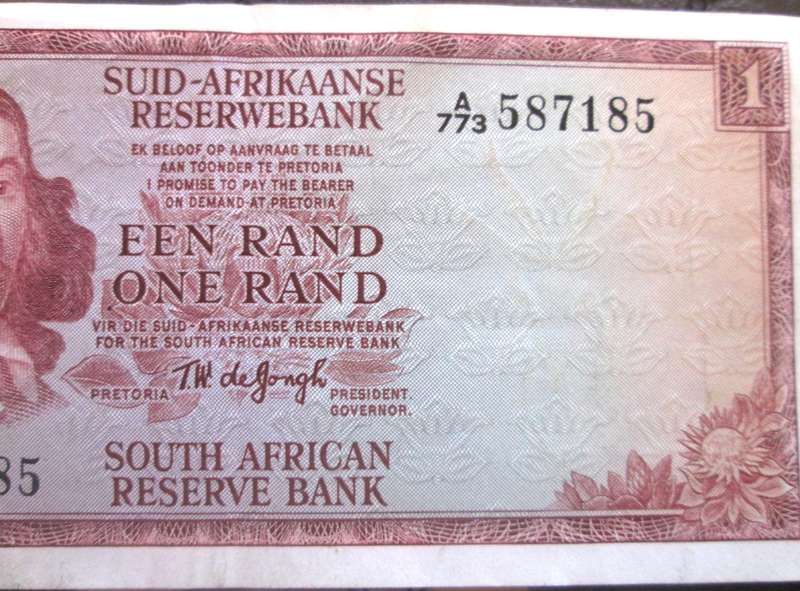 SUID-AFRIKAANSE
RESERWEBANK
A/773 587185
1
EK BELOOF OP AANVRAAG TE BETAAL
AAN TOONDER TE PRETORIA
I PROMISE TO PAY THE BEARER
ON DEMAND AT PRETORIA
EEN RAND
ONE RAND
VIR DIE SUID-AFRIKAANSE RESERWEBANK
FOR THE SOUTH AFRICAN RESERVE BANK
T.W. de Jongh
PRETORIA PRESIDENT.
GOVERNOR.
85
SOUTH AFRICAN
RESERVE BANK